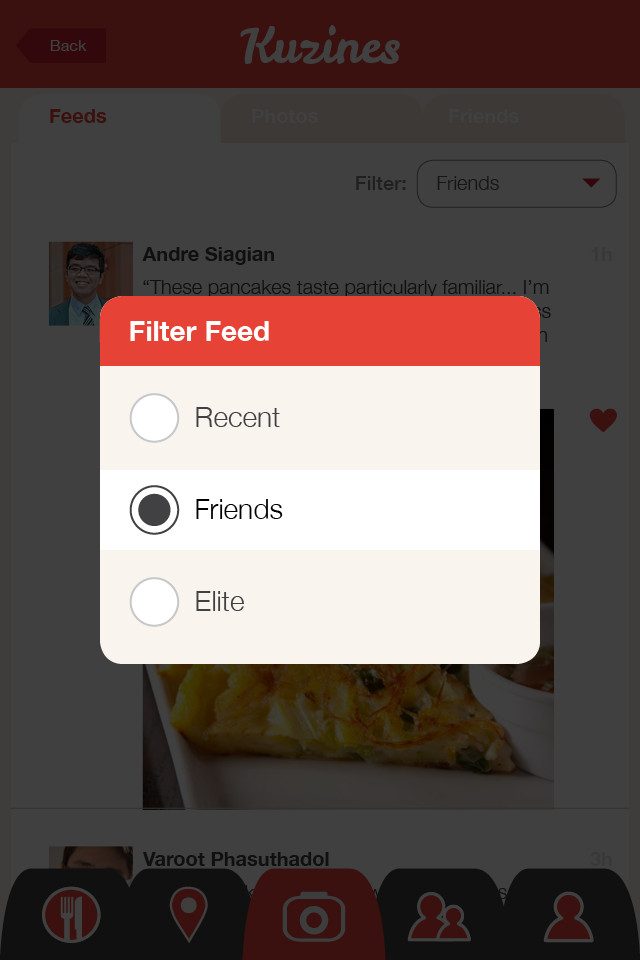 Back
Kuzines
Feeds
Photos
Friends
Filter:
Friends
Andre Siagian
1h
“These pancakes taste particularly familiar... I’m
Filter Feed
Recent
Friends
Elite
Varoot Phasuthadol
3h